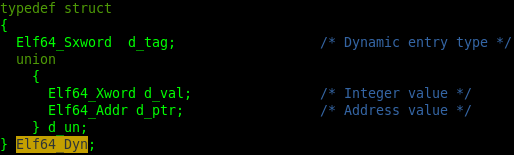 typedef struct
{
  Elf64_Sxword  d_tag;                  /* Dynamic entry type */
  union
    {
      Elf64_Xword d_val;                /* Integer value */
      Elf64_Addr d_ptr;                 /* Address value */
    } d_un;
} Elf64_Dyn;